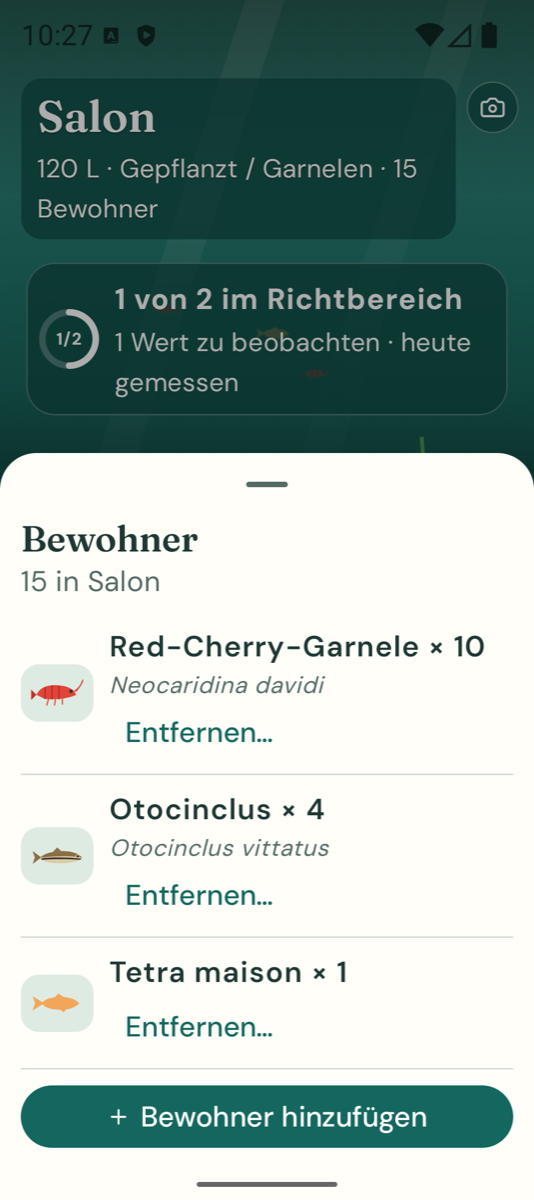 10:27
Salon
120 L · Gepflanzt / Garnelen · 15
Bewohner
1/2
1 von 2 im Richtbereich
1 Wert zu beobachten · heute
gemessen
Bewohner
15 in Salon
Red-Cherry-Garnele × 10
Neocaridina davidi
Entfernen…
Otocinclus × 4
Otocinclus vittatus
Entfernen…
Tetra maison × 1
Entfernen…
+ Bewohner hinzufügen